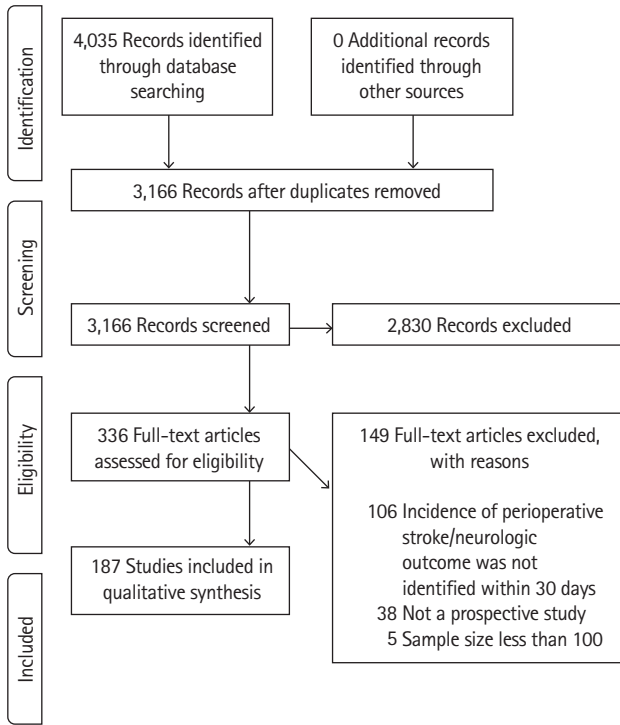 Identification
4,035 Records identified
through database
searching
0 Additional records
identified through
other sources
3,166 Records after duplicates removed
Screening
3,166 Records screened
2,830 Records excluded
Eligibility
336 Full-text articles
assessed for eligibility
149 Full-text articles excluded,
with reasons
106 Incidence of perioperative
stroke/neurologic
outcome was not
identified within 30 days
38 Not a prospective study
5 Sample size less than 100
187 Studies included in
qualitative synthesis
Included